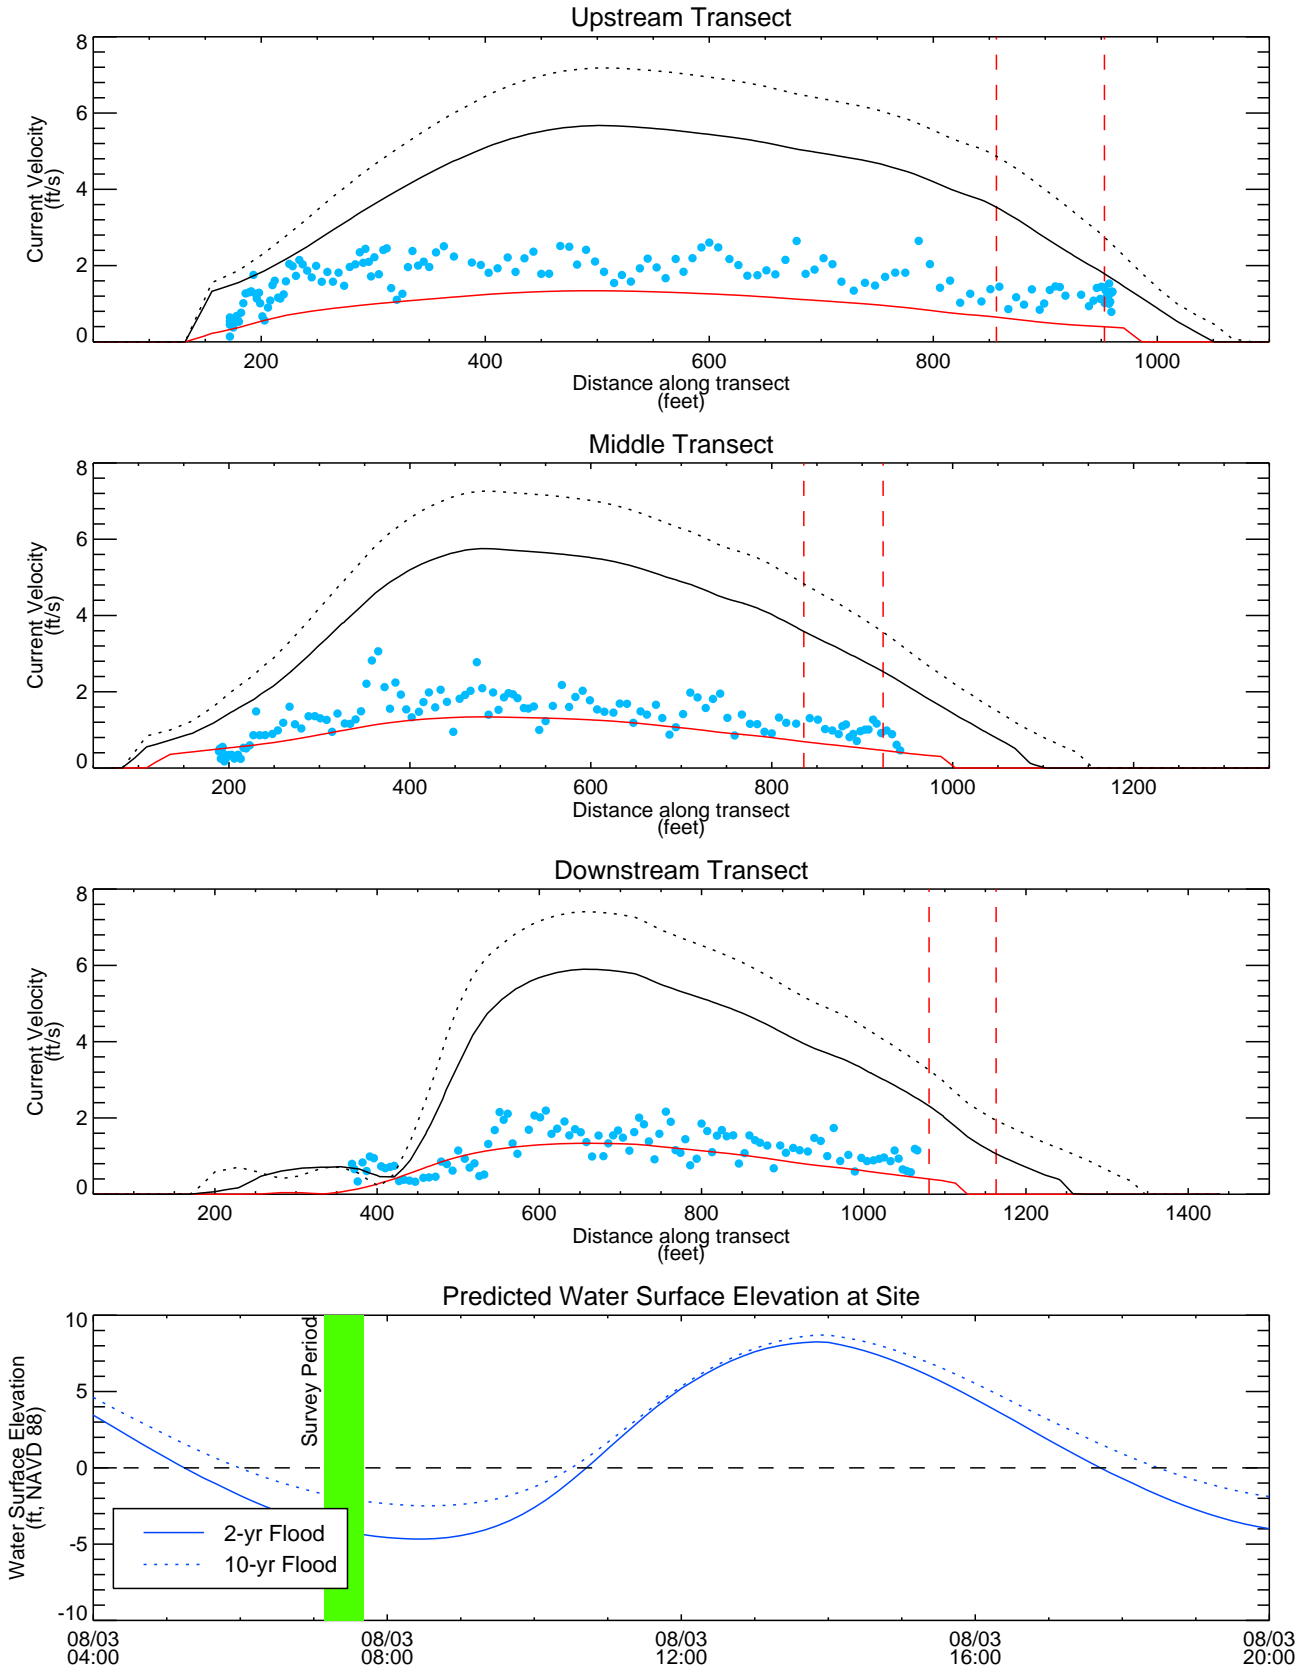 Upstream Transect
8
6
4
2
0
Current Velocity
(ft/s)
200 400 600 800 1000
Distance along transect
(feet)
Middle Transect
8
6
4
2
0
Current Velocity
(ft/s)
200 400 600 800 1000 1200
Distance along transect
(feet)
Downstream Transect
8
6
4
2
0
Current Velocity
(ft/s)
200 400 600 800 1000 1200 1400
Distance along transect
(feet)
Predicted Water Surface Elevation at Site
10
5
0
-5
-10
Water Surface Elevation
(ft, NAVD 88)
Survey Period
2-yr Flood
10-yr Flood
08/03 08/03 08/03 08/03 08/03
04:00 08:00 12:00 16:00 20:00